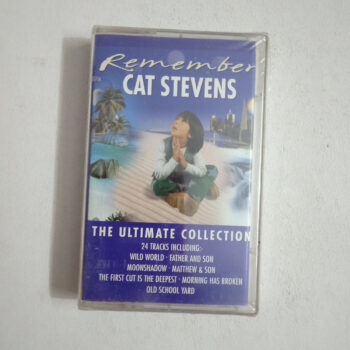 Remember
CAT STEVENS
THE ULTIMATE COLLECTION
24 TRACKS INCLUDING:-
WILD WORLD · FATHER AND SON
MOONSHADOW · MATTHEW & SON
THE FIRST CUT IS THE DEEPEST · MORNING HAS BROKEN
OLD SCHOOL YARD